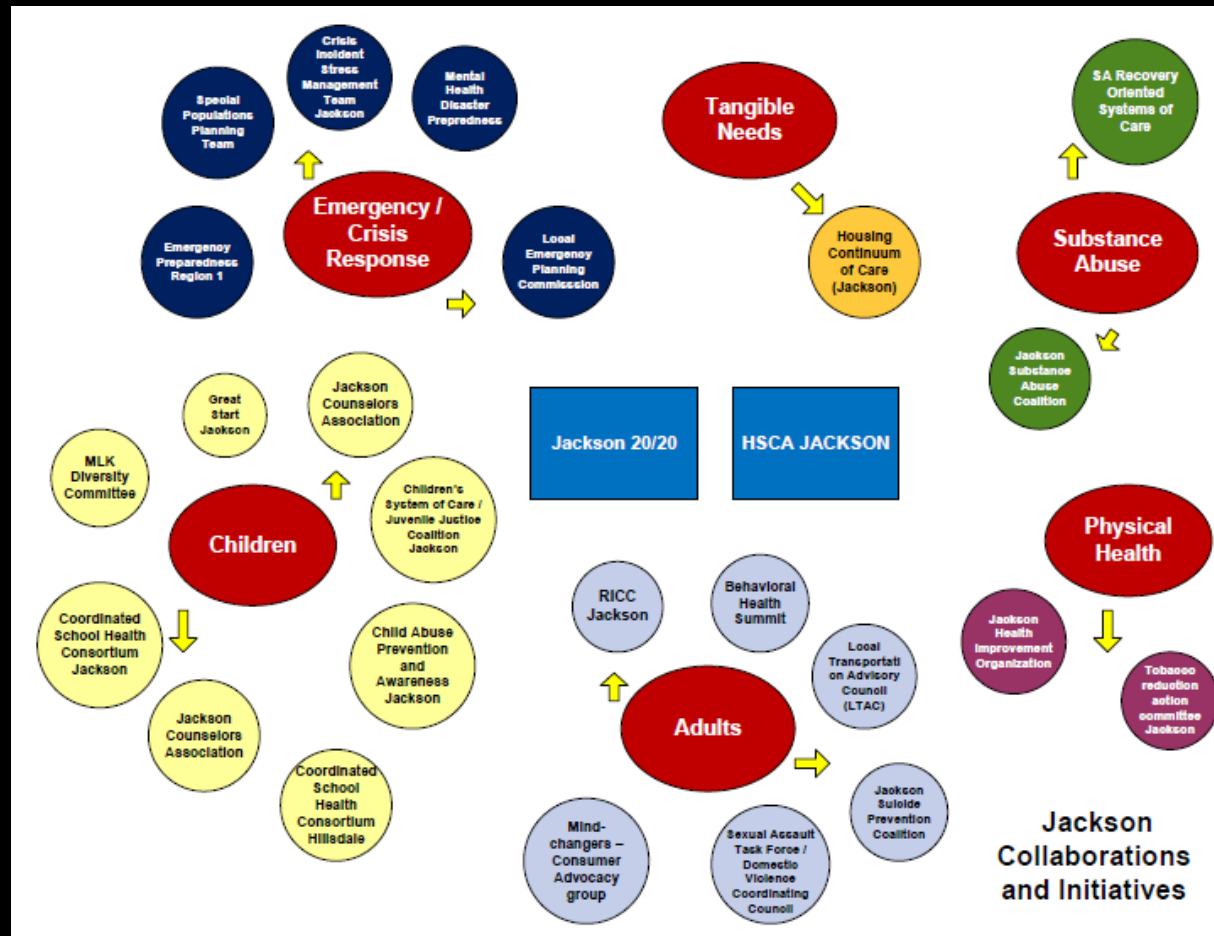 Crisis
Incident
Stress
Management
Team
Jackson
Mental
Health
Disaster
Prepredness
Special
Populations
Planning
Team
Emergency /
Crisis
Response
Emergency
Preparedness
Region 1
Local
Emergency
Planning
Commisssion
Tangible
Needs
Housing
Continuum
of Care
(Jackson)
SA Recovery
Oriented
Systems of
Care
Substance
Abuse
Jackson
Substance
Abuse
Coalition
Jackson 20/20
HSCA JACKSON
Great
Start
Jackson
Jackson
Counselors
Association
MLK
Diversity
Committee
Children's
System of Care /
Juvenile Justice
Coalition
Jackson
Children
Coordinated
School Health
Consortium
Jackson
Child Abuse
Prevention
and
Awareness
Jackson
Jackson
Counselors
Association
Coordinated
School
Health
Consortium
Hillsdale
RICC
Jackson
Behavioral
Health
Summit
Local
Transportati
on Advisory
Council
(LTAC)
Adults
Jackson
Suicide
Prevention
Coalition
Mind-
changers –
Consumer
Advocacy
group
Sexual Assault
Task Force /
Domestic
Violence
Coordinating
Council
Physical
Health
Jackson
Health
Improvement
Organization
Tobacco
reduction
action
committee
Jackson
Jackson
Collaborations
and Initiatives